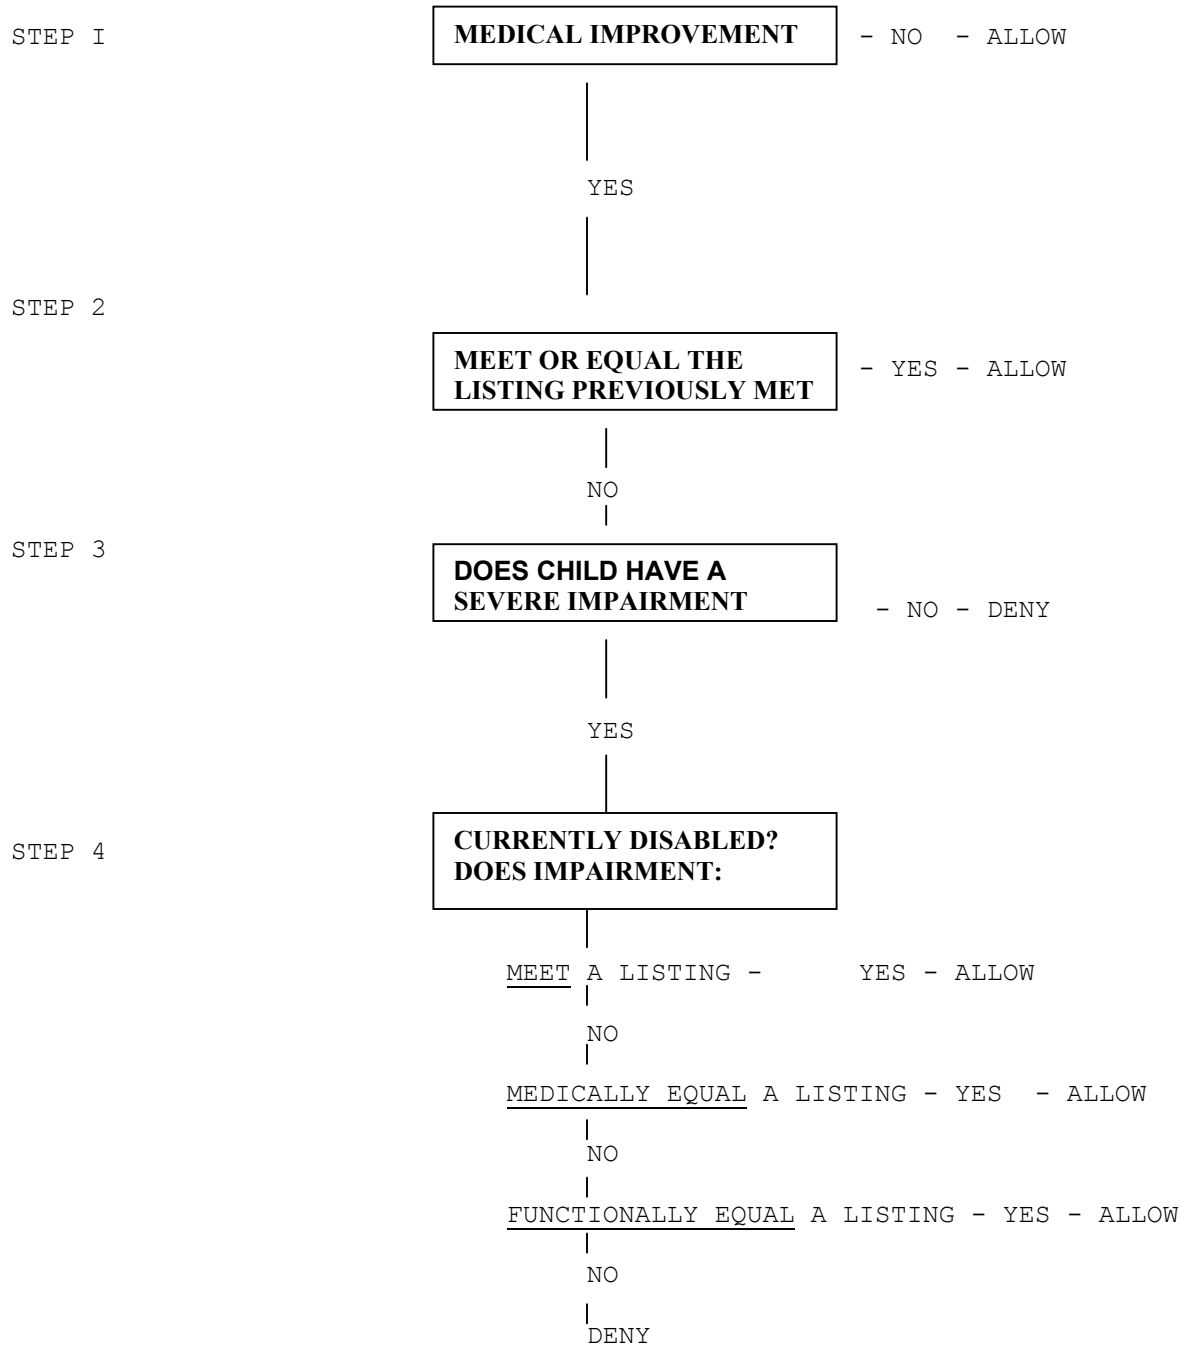 STEP I
MEDICAL IMPROVEMENT
- NO - ALLOW
YES
STEP 2
MEET OR EQUAL THE
LISTING PREVIOUSLY MET
- YES - ALLOW
NO
STEP 3
DOES CHILD HAVE A
SEVERE IMPAIRMENT
- NO - DENY
YES
STEP 4
CURRENTLY DISABLED?
DOES IMPAIRMENT:
MEET A LISTING - YES - ALLOW
NO
MEDICALLY EQUAL A LISTING - YES - ALLOW
NO
FUNCTIONALLY EQUAL A LISTING - YES - ALLOW
NO
DENY